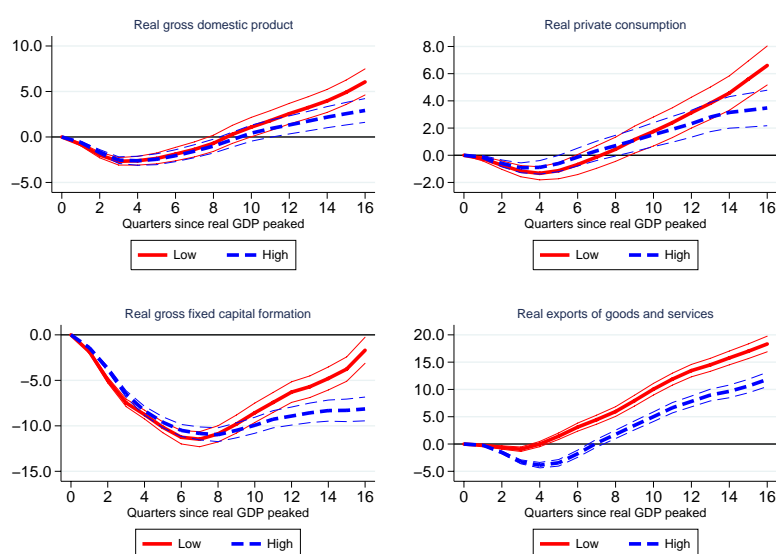 Real gross domestic product
10.0
5.0
0.0
−5.0
0 2 4 6 8 10 12 14 16
Quarters since real GDP peaked
Low High
Real private consumption
8.0
6.0
4.0
2.0
0.0
−2.0
0 2 4 6 8 10 12 14 16
Quarters since real GDP peaked
Low High
Real gross fixed capital formation
0.0
−5.0
−10.0
−15.0
0 2 4 6 8 10 12 14 16
Quarters since real GDP peaked
Low High
Real exports of goods and services
20.0
15.0
10.0
5.0
0.0
−5.0
0 2 4 6 8 10 12 14 16
Quarters since real GDP peaked
Low High